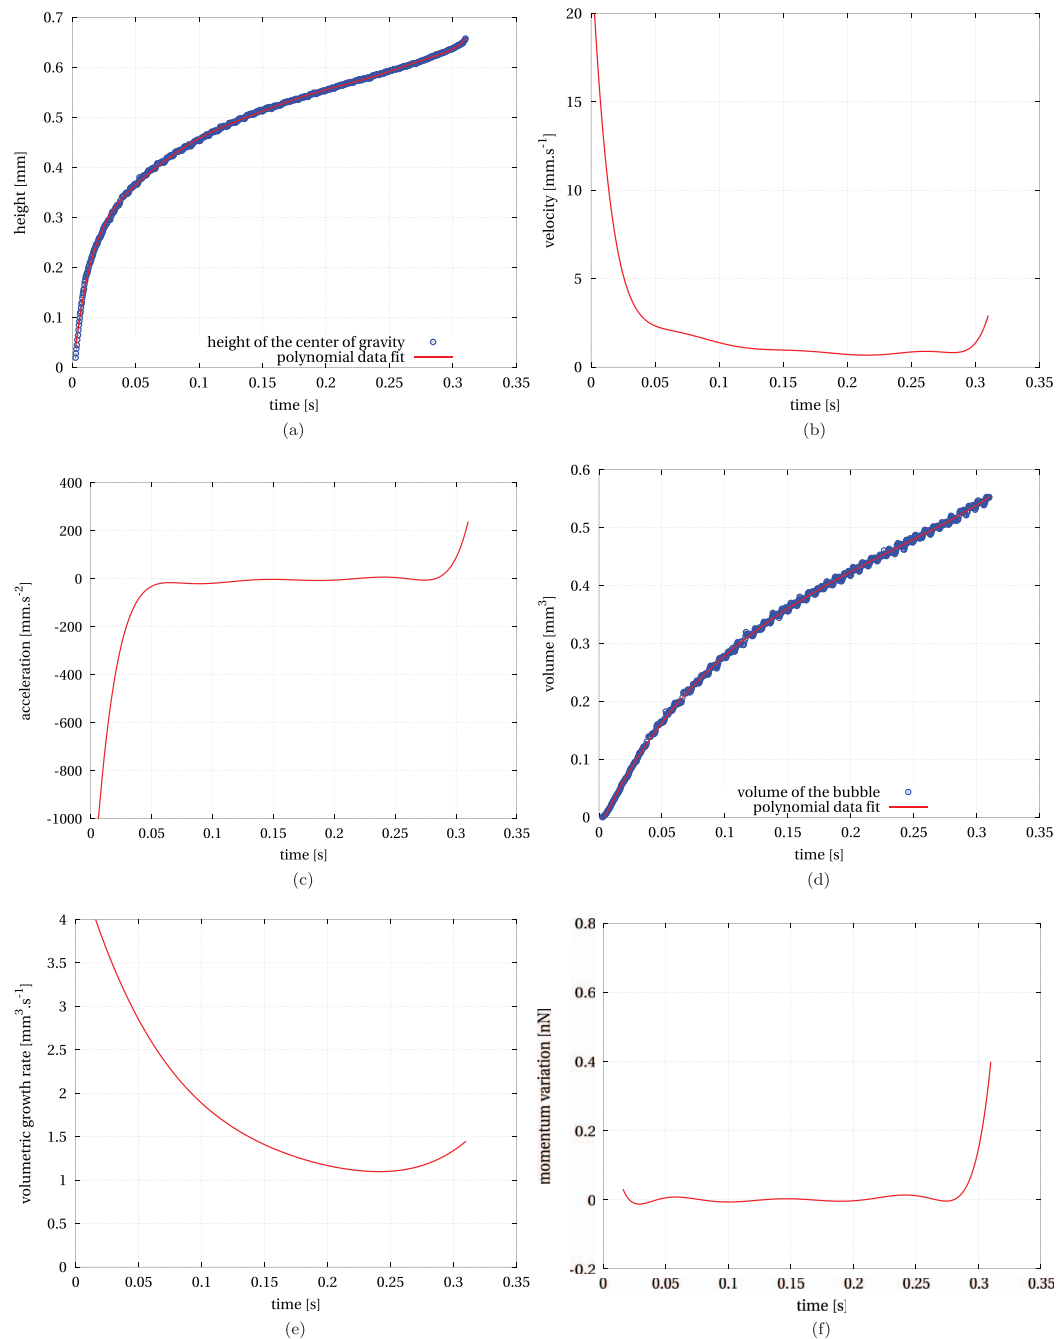 0.7
0.6
0.5
0.4
0.3
0.2
0.1
0
height [mm]
height of the center of gravity
polynomial data fit
0 0.05 0.1 0.15 0.2 0.25 0.3 0.35
time [s]
(a)
20
15
10
5
0
velocity [mm.s-1]
0 0.05 0.1 0.15 0.2 0.25 0.3 0.35
time [s]
(b)
400
200
0
-200
-400
-600
-800
-1000
acceleration [mm.s-2]
0 0.05 0.1 0.15 0.2 0.25 0.3 0.35
time [s]
(c)
0.6
0.5
0.4
0.3
0.2
0.1
0
volume [mm3]
volume of the bubble
polynomial data fit
0 0.05 0.1 0.15 0.2 0.25 0.3 0.35
time [s]
(d)
4
3.5
3
2.5
2
1.5
1
0.5
0
volumetric growth rate [mm3.s-1]
0 0.05 0.1 0.15 0.2 0.25 0.3 0.35
time [s]
(e)
0.8
0.6
0.4
0.2
0
-0.2
momentum variation [nN]
0 0.05 0.1 0.15 0.2 0.25 0.3 0.35
time [s]
(f)